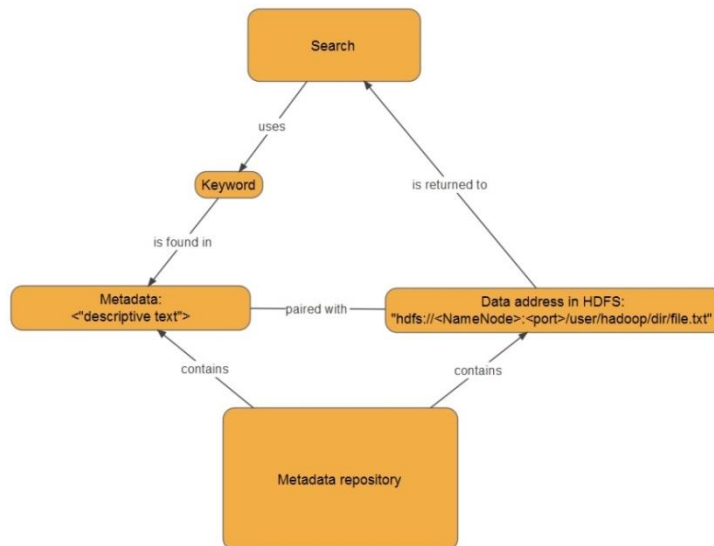 Search
uses
Keyword
is returned to
is found in
Metadata:
<"descriptive text">
paired with
Data address in HDFS:
"hdfs://<NameNode>:<port>/user/hadoop/dir/file.txt"
contains
contains
Metadata repository